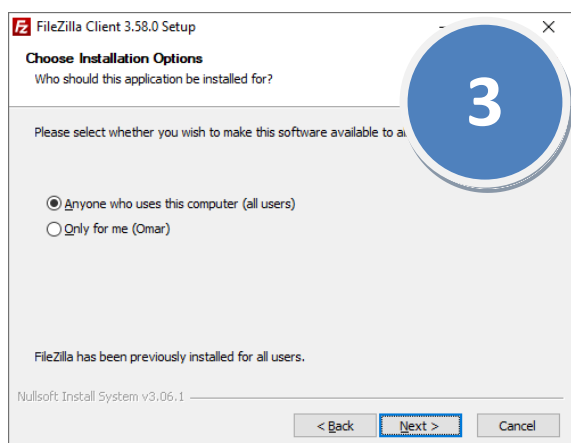 FileZilla Client 3.58.0 Setup
Choose Installation Options
Who should this application be installed for?
3
Please select whether you wish to make this software available to
Anyone who uses this computer (all users)
Only for me (Omar)
FileZilla has been previously installed for all users.
Nullsoft Install System v3.06.1
< Back Next > Cancel